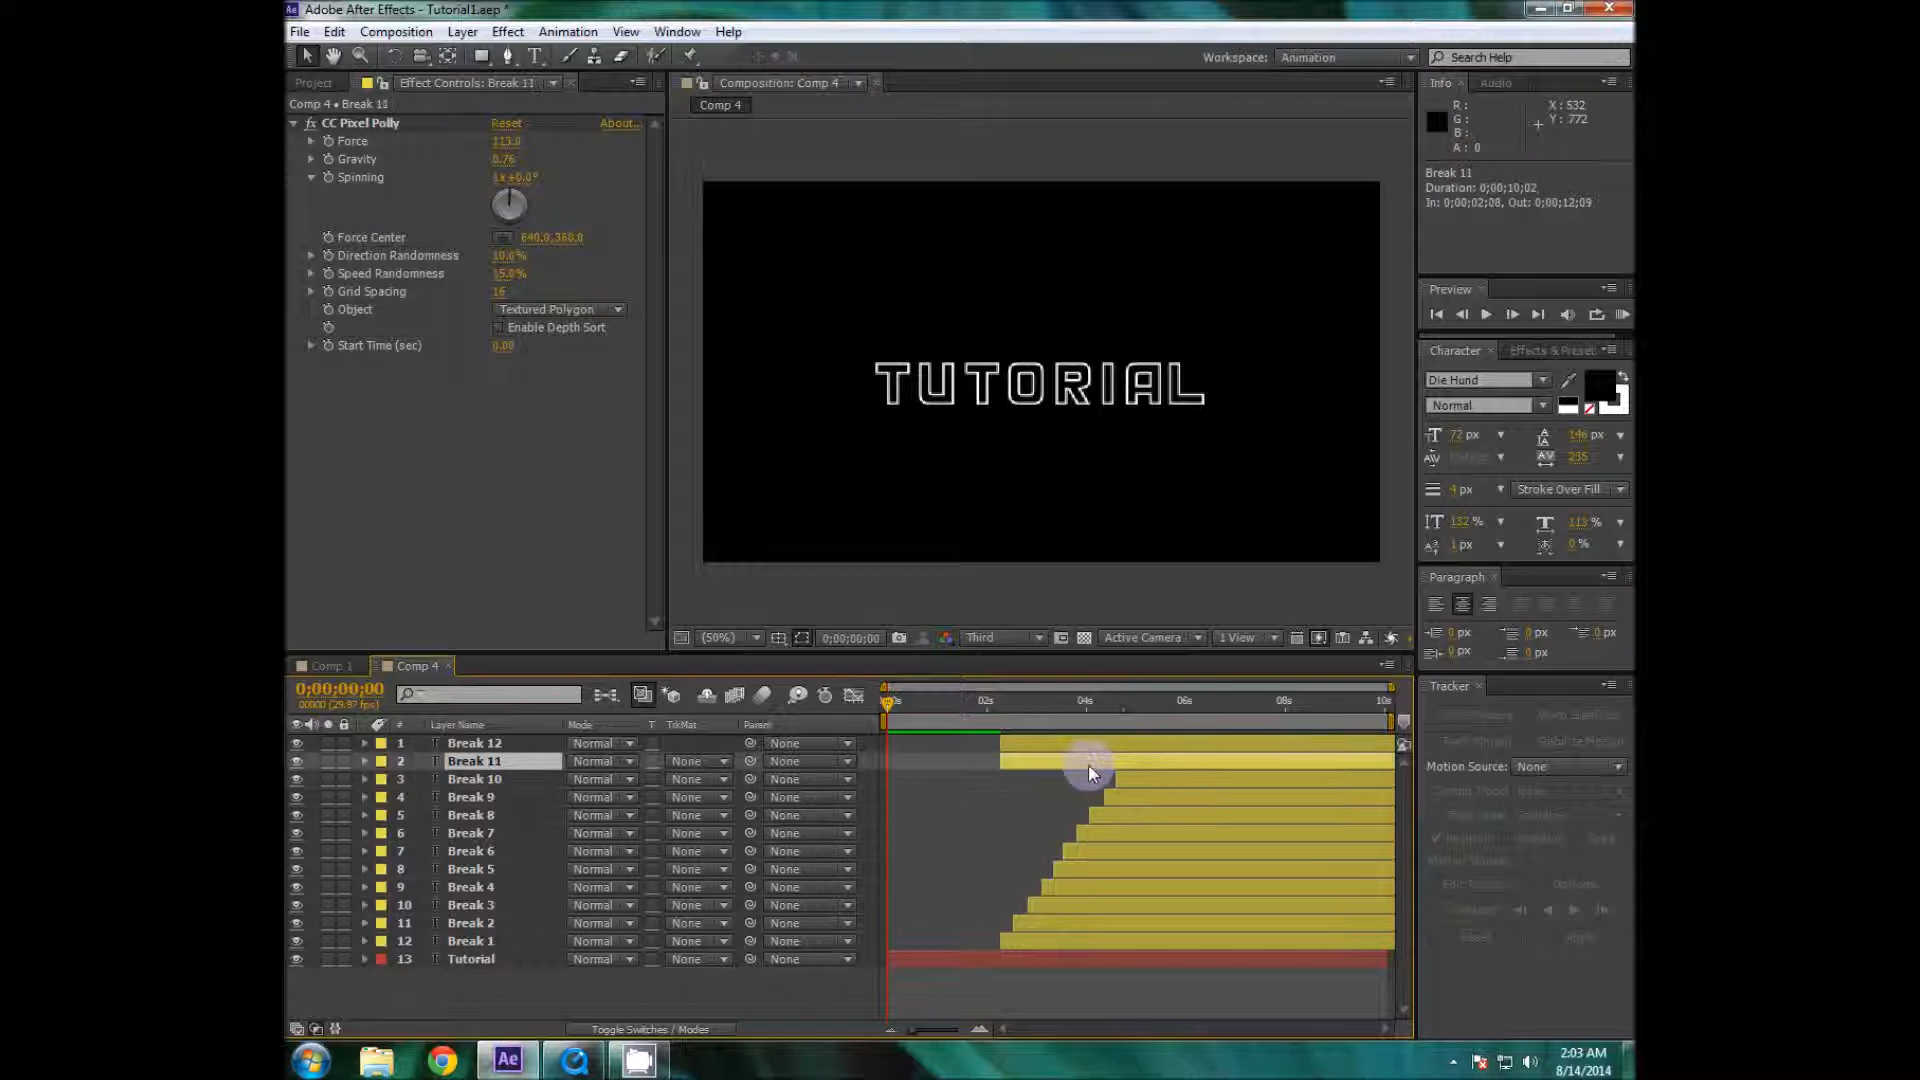 Adobe After Effects - Tutorial1.aep *
File Edit Composition Layer Effect Animation View Window Help
Workspace: Animation Search Help
Project Effect Controls: Break 11 Composition: Comp 4 Info Audio
Comp 4 • Break 11 Comp 4
R: X: 532
G: Y: 772
B:
A: 0
CC Pixel Polly Reset About...
Force 113.0
Gravity 0.76
Spinning 1x+0.0°
Force Center 640.0,360.0
Direction Randomness 10.0%
Speed Randomness 15.0%
Grid Spacing 16
Object Textured Polygon
Enable Depth Sort
Start Time (sec) 0.00
Break 11
Duration: 0;00;10;02
In: 0;00;02;08, Out: 0;00;12;09
TUTORIAL
Preview
Character Effects & Preset
Die Hund
Normal
72 px 146 px
235
4 px Stroke Over Fill
132 % 113 %
1 px 0 %
Paragraph
0 px 0 px 0 px
0 px 0 px
(50%) 0;00;00;00 Third Active Camera 1 View
Comp 1 Comp 4
0;00;00;00
00000 (29.97 fps)
02s 04s 06s 08s 10s
# Layer Name Mode T TrkMat Parent
1 Break 12 Normal None
2 Break 11 Normal None None
3 Break 10 Normal None None
4 Break 9 Normal None None
5 Break 8 Normal None None
6 Break 7 Normal None None
7 Break 6 Normal None None
8 Break 5 Normal None None
9 Break 4 Normal None None
10 Break 3 Normal None None
11 Break 2 Normal None None
12 Break 1 Normal None None
13 Tutorial Normal None None
Toggle Switches / Modes
Tracker
Motion Source: None
Ae
2:03 AM
8/14/2014